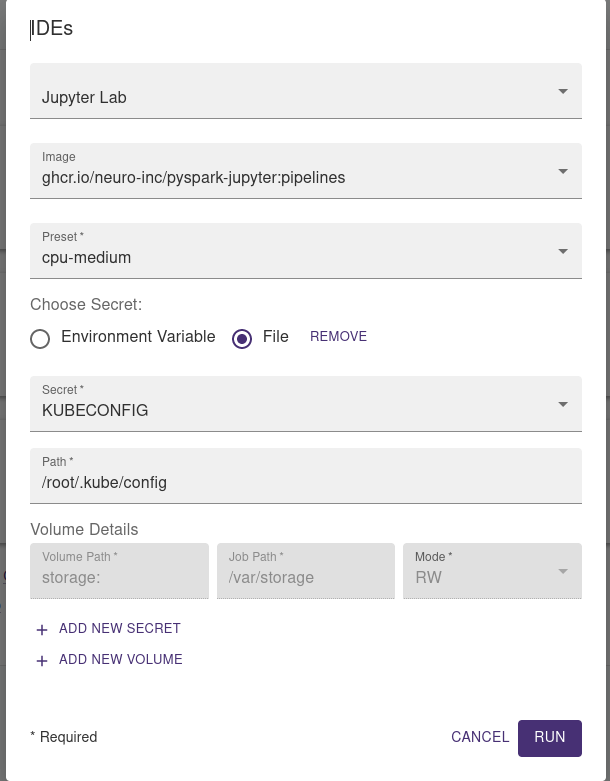 IDEs
Jupyter Lab
Image
ghcr.io/neuro-inc/pyspark-jupyter:pipelines
Preset *
cpu-medium
Choose Secret:
Environment Variable File REMOVE
Secret *
KUBECONFIG
Path *
/root/.kube/config
Volume Details
Volume Path * Job Path * Mode *
storage: /var/storage RW
+ ADD NEW SECRET
+ ADD NEW VOLUME
* Required CANCEL RUN